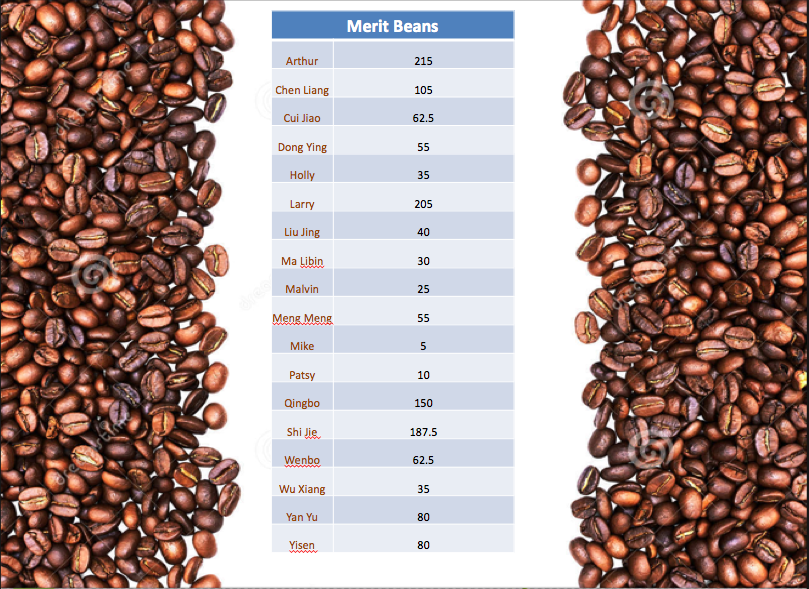 Merit Beans
Arthur 215
Chen Liang 105
Cui Jiao 62.5
Dong Ying 55
Holly 35
Larry 205
Liu Jing 40
Ma Libin 30
Malvin 25
Meng Meng 55
Mike 5
Patsy 10
Qingbo 150
Shi Jie 187.5
Wenbo 62.5
Wu Xiang 35
Yan Yu 80
Yisen 80